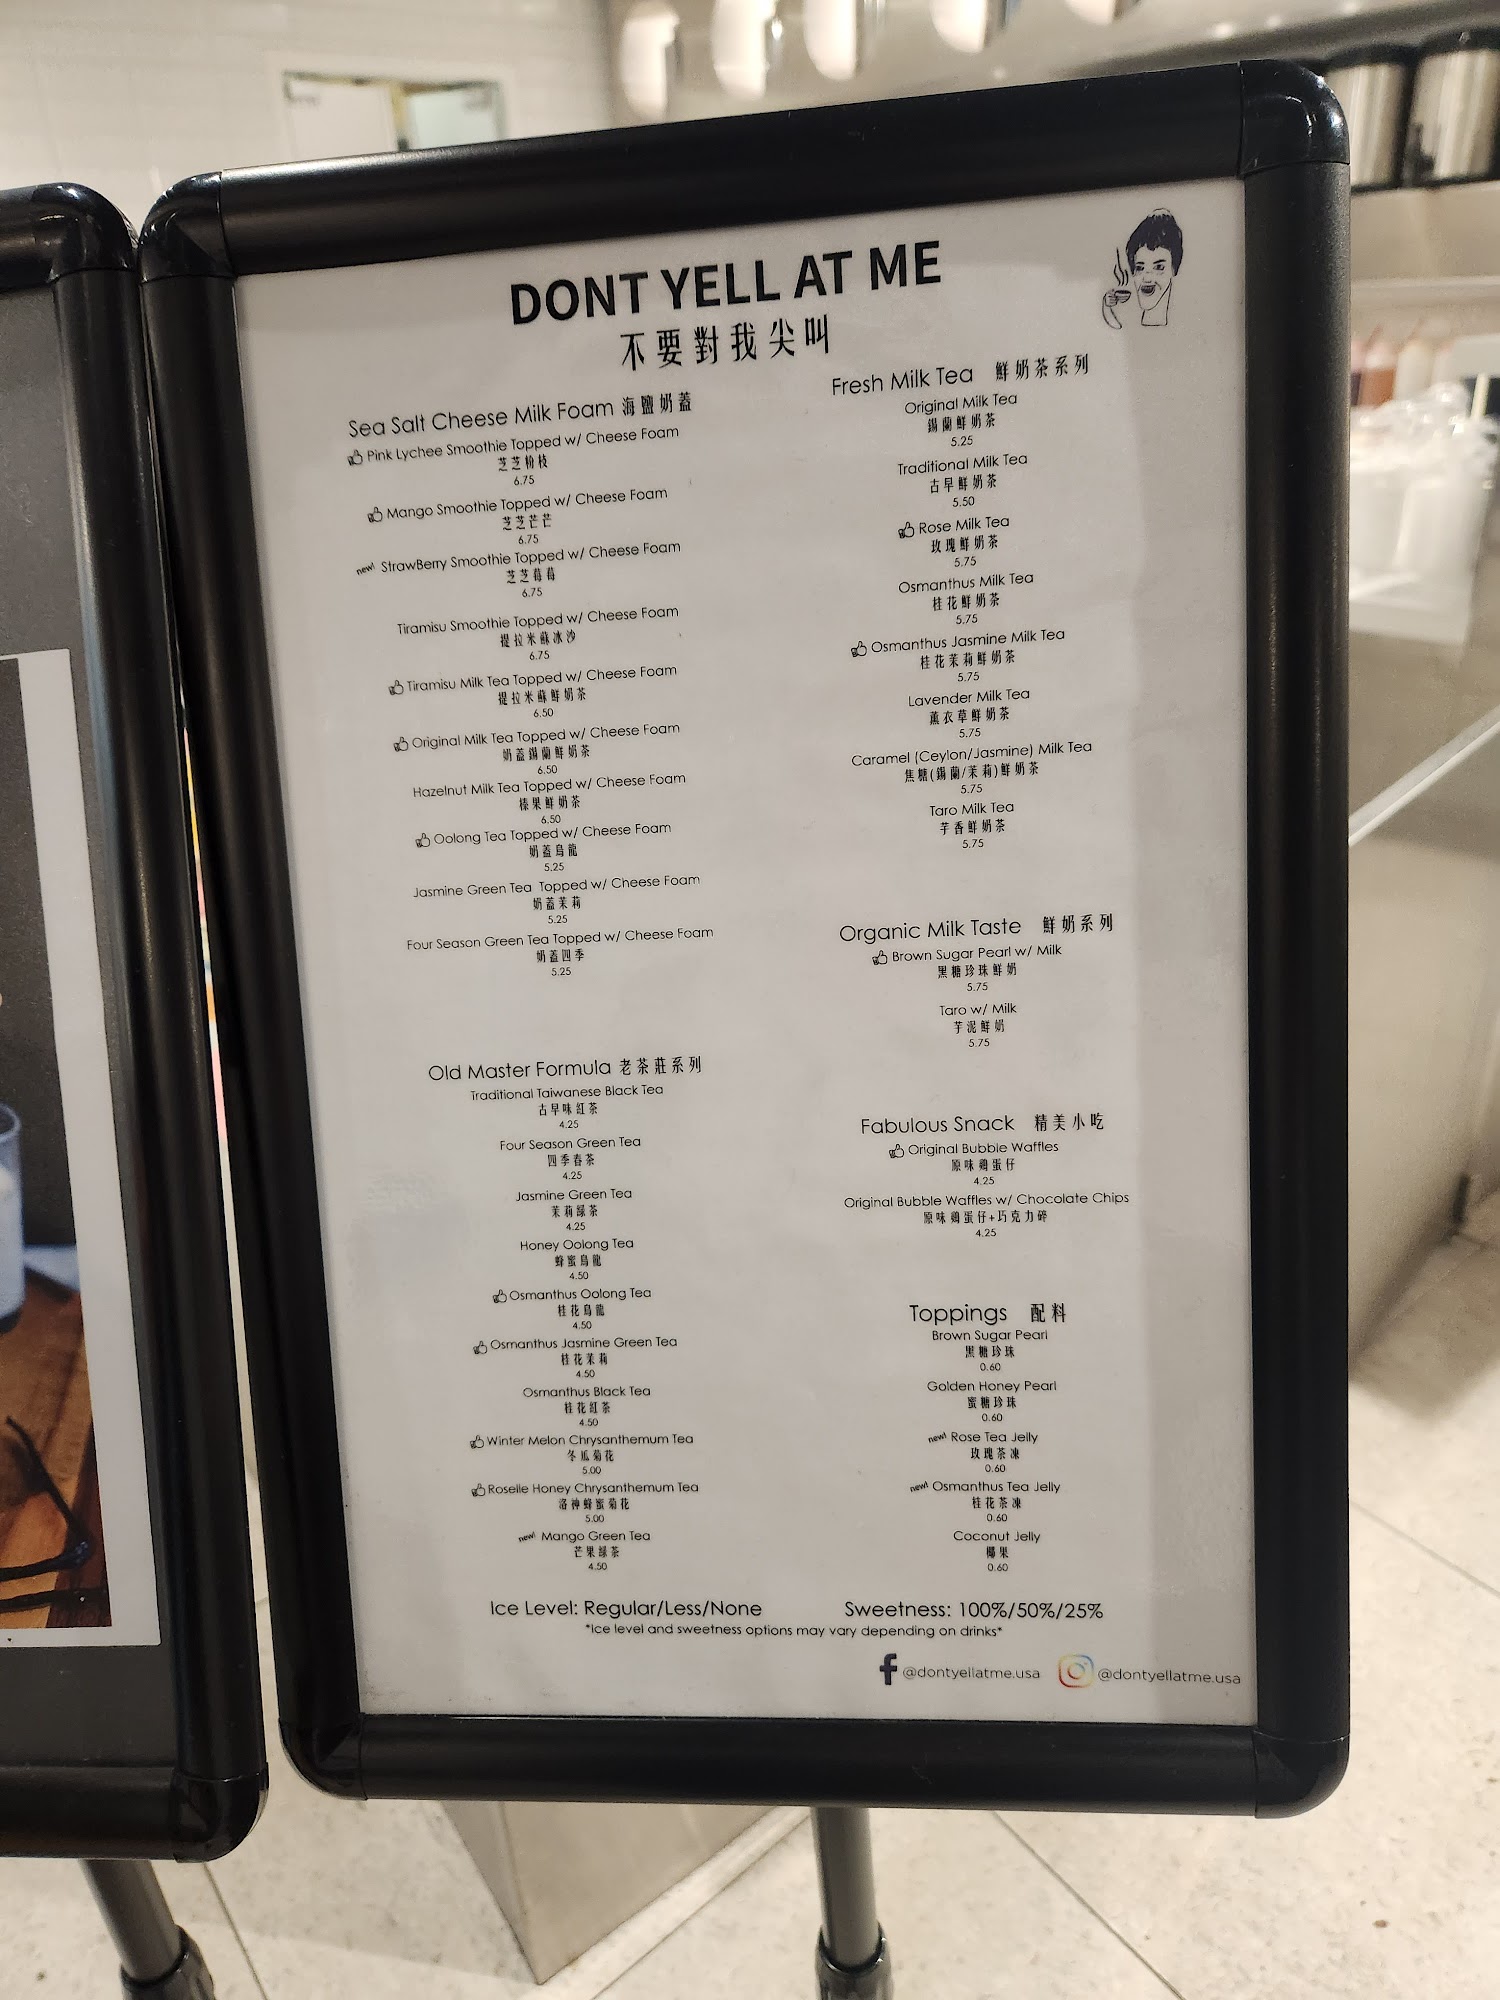 DONT YELL AT ME
不要對我尖叫
Sea Salt Cheese Milk Foam 海鹽奶蓋
Pink Lychee Smoothie Topped w/ Cheese Foam
芝芝粉枝
6.75
Mango Smoothie Topped w/ Cheese Foam
芝芝芒芒
6.75
new! StrawBerry Smoothie Topped w/ Cheese Foam
芝芝莓莓
6.75
Tiramisu Smoothie Topped w/ Cheese Foam
提拉米蘇冰沙
6.75
Tiramisu Milk Tea Topped w/ Cheese Foam
提拉米蘇鮮奶茶
6.50
Original Milk Tea Topped w/ Cheese Foam
奶蓋錫蘭鮮奶茶
6.50
Hazelnut Milk Tea Topped w/ Cheese Foam
榛果鮮奶茶
6.50
Oolong Tea Topped w/ Cheese Foam
奶蓋烏龍
5.25
Jasmine Green Tea Topped w/ Cheese Foam
奶蓋茉莉
5.25
Four Season Green Tea Topped w/ Cheese Foam
奶蓋四季
5.25
Old Master Formula 老茶莊系列
Traditional Taiwanese Black Tea
古早味紅茶
4.25
Four Season Green Tea
四季春茶
4.25
Jasmine Green Tea
茉莉綠茶
4.25
Honey Oolong Tea
蜂蜜烏龍
4.50
Osmanthus Oolong Tea
桂花烏龍
4.50
Osmanthus Jasmine Green Tea
桂花茉莉
4.50
Osmanthus Black Tea
桂花紅茶
4.50
Winter Melon Chrysanthemum Tea
冬瓜菊花
5.00
Roselle Honey Chrysanthemum Tea
洛神蜂蜜菊花
5.00
new! Mango Green Tea
芒果綠茶
4.50
Fresh Milk Tea 鮮奶茶系列
Original Milk Tea
錫蘭鮮奶茶
5.25
Traditional Milk Tea
古早鮮奶茶
5.50
Rose Milk Tea
玫瑰鮮奶茶
5.75
Osmanthus Milk Tea
桂花鮮奶茶
5.75
Osmanthus Jasmine Milk Tea
桂花茉莉鮮奶茶
5.75
Lavender Milk Tea
薰衣草鮮奶茶
5.75
Caramel (Ceylon/Jasmine) Milk Tea
焦糖(錫蘭/茉莉)鮮奶茶
5.75
Taro Milk Tea
芋香鮮奶茶
5.75
Organic Milk Taste 鮮奶系列
Brown Sugar Pearl w/ Milk
黑糖珍珠鮮奶
5.75
Taro w/ Milk
芋泥鮮奶
5.75
Fabulous Snack 精美小吃
Original Bubble Waffles
原味鷄蛋仔
4.25
Original Bubble Waffles w/ Chocolate Chips
原味鷄蛋仔+巧克力碎
4.25
Toppings 配料
Brown Sugar Pearl
黑糖珍珠
0.60
Golden Honey Pearl
蜜糖珍珠
0.60
new! Rose Tea Jelly
玫瑰茶凍
0.60
new! Osmanthus Tea Jelly
桂花茶凍
0.60
Coconut Jelly
椰果
0.60
Ice Level: Regular/Less/None
Sweetness: 100%/50%/25%
*Ice level and sweetness options may vary depending on drinks*
@dontyellatme.usa
@dontyellatme.usa